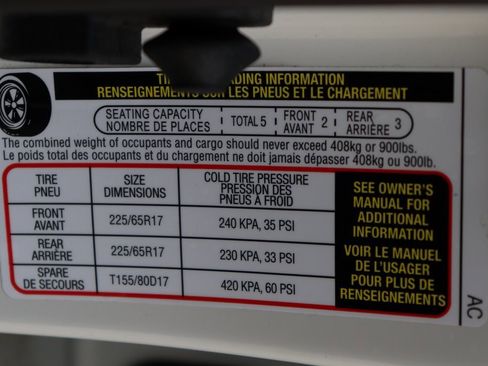 TIRE AND LOADING INFORMATION
RENSEIGNEMENTS SUR LES PNEUS ET LE CHARGEMENT
SEATING CAPACITY
NOMBRE DE PLACES
TOTAL 5
FRONT
AVANT 2
REAR
ARRIÈRE 3
The combined weight of occupants and cargo should never exceed 408kg or 900lbs.
Le poids total des occupants et du chargement ne doit jamais dépasser 408kg ou 900lb.
TIRE
PNEU
SIZE
DIMENSIONS
COLD TIRE PRESSURE
PRESSION DES
PNEUS À FROID
FRONT
AVANT
225/65R17
240 KPA, 35 PSI
REAR
ARRIÈRE
225/65R17
230 KPA, 33 PSI
SPARE
DE SECOURS
T155/80D17
420 KPA, 60 PSI
SEE OWNER'S
MANUAL FOR
ADDITIONAL
INFORMATION
VOIR LE MANUEL
DE L'USAGER
POUR PLUS DE
RENSEIGNEMENTS
AC